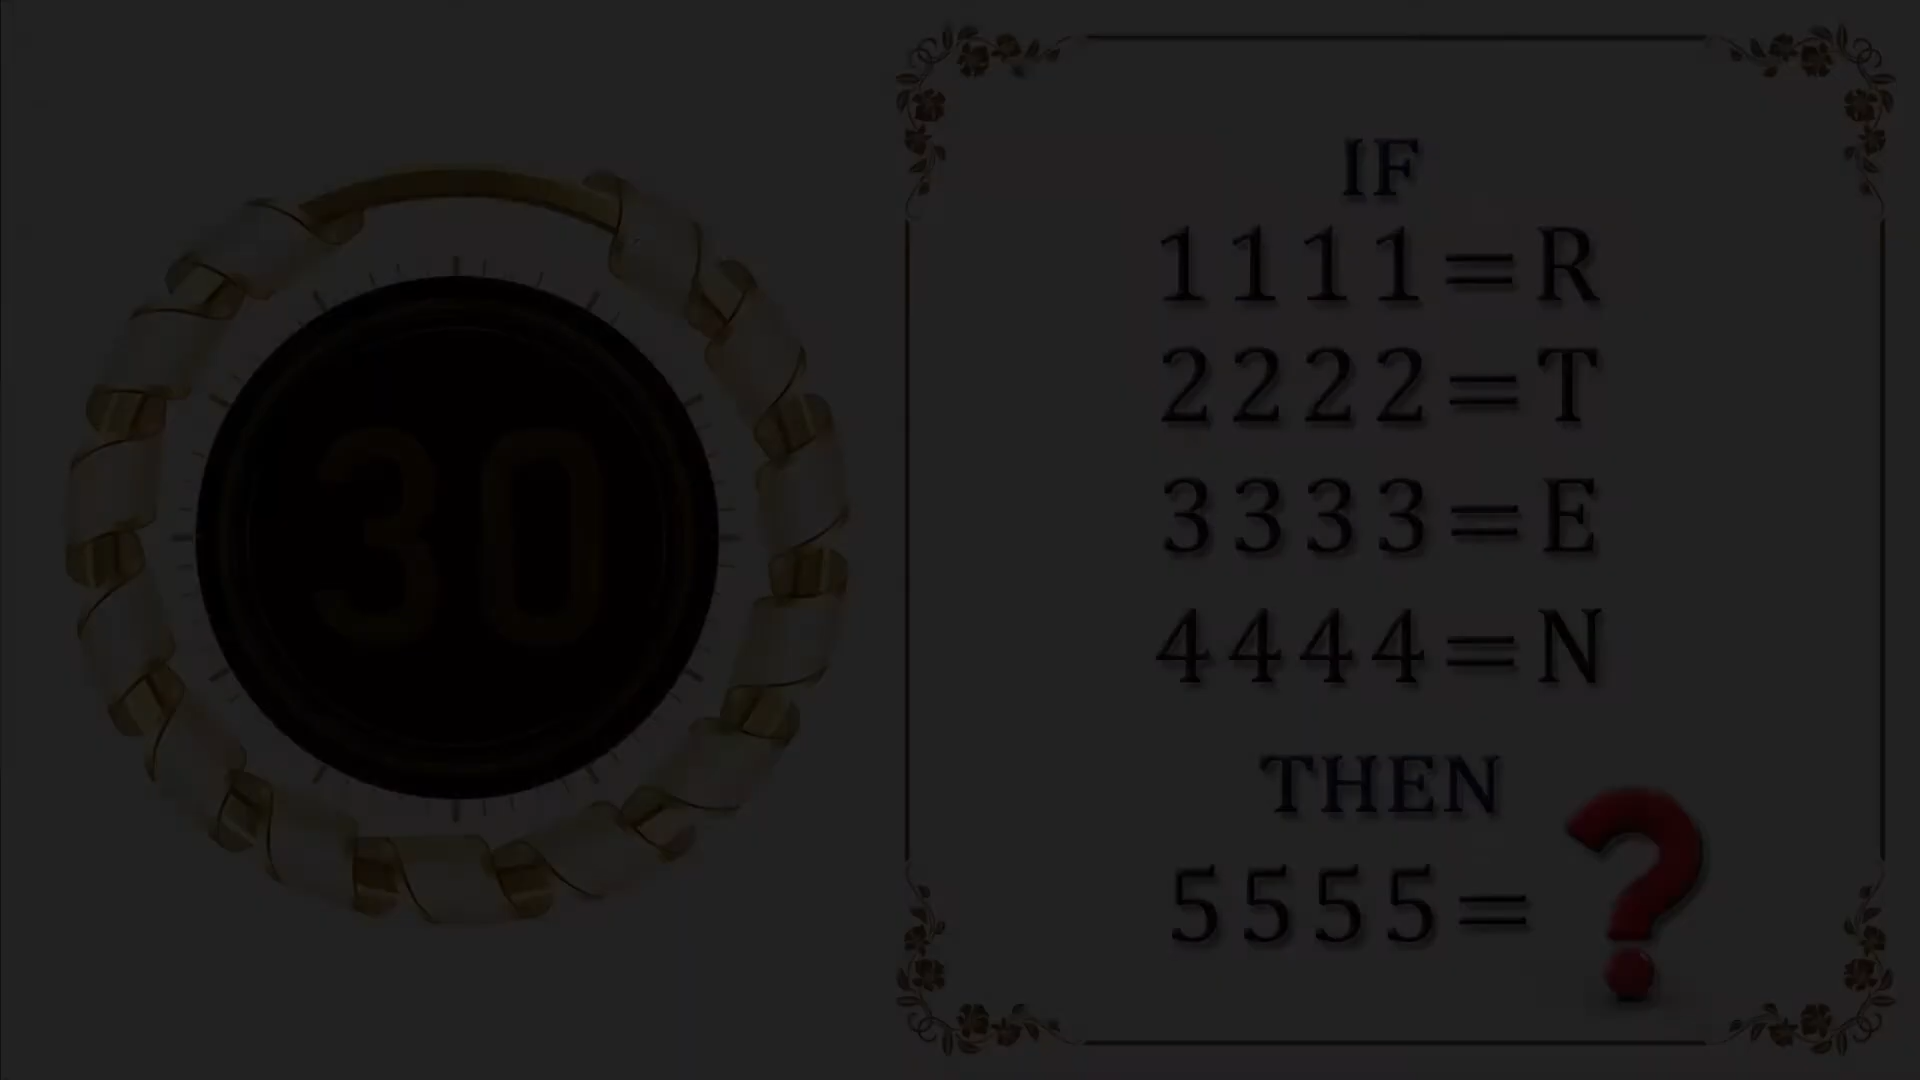 30
IF
1111=R
2222=T
3333=E
4444=N
THEN
5555=?